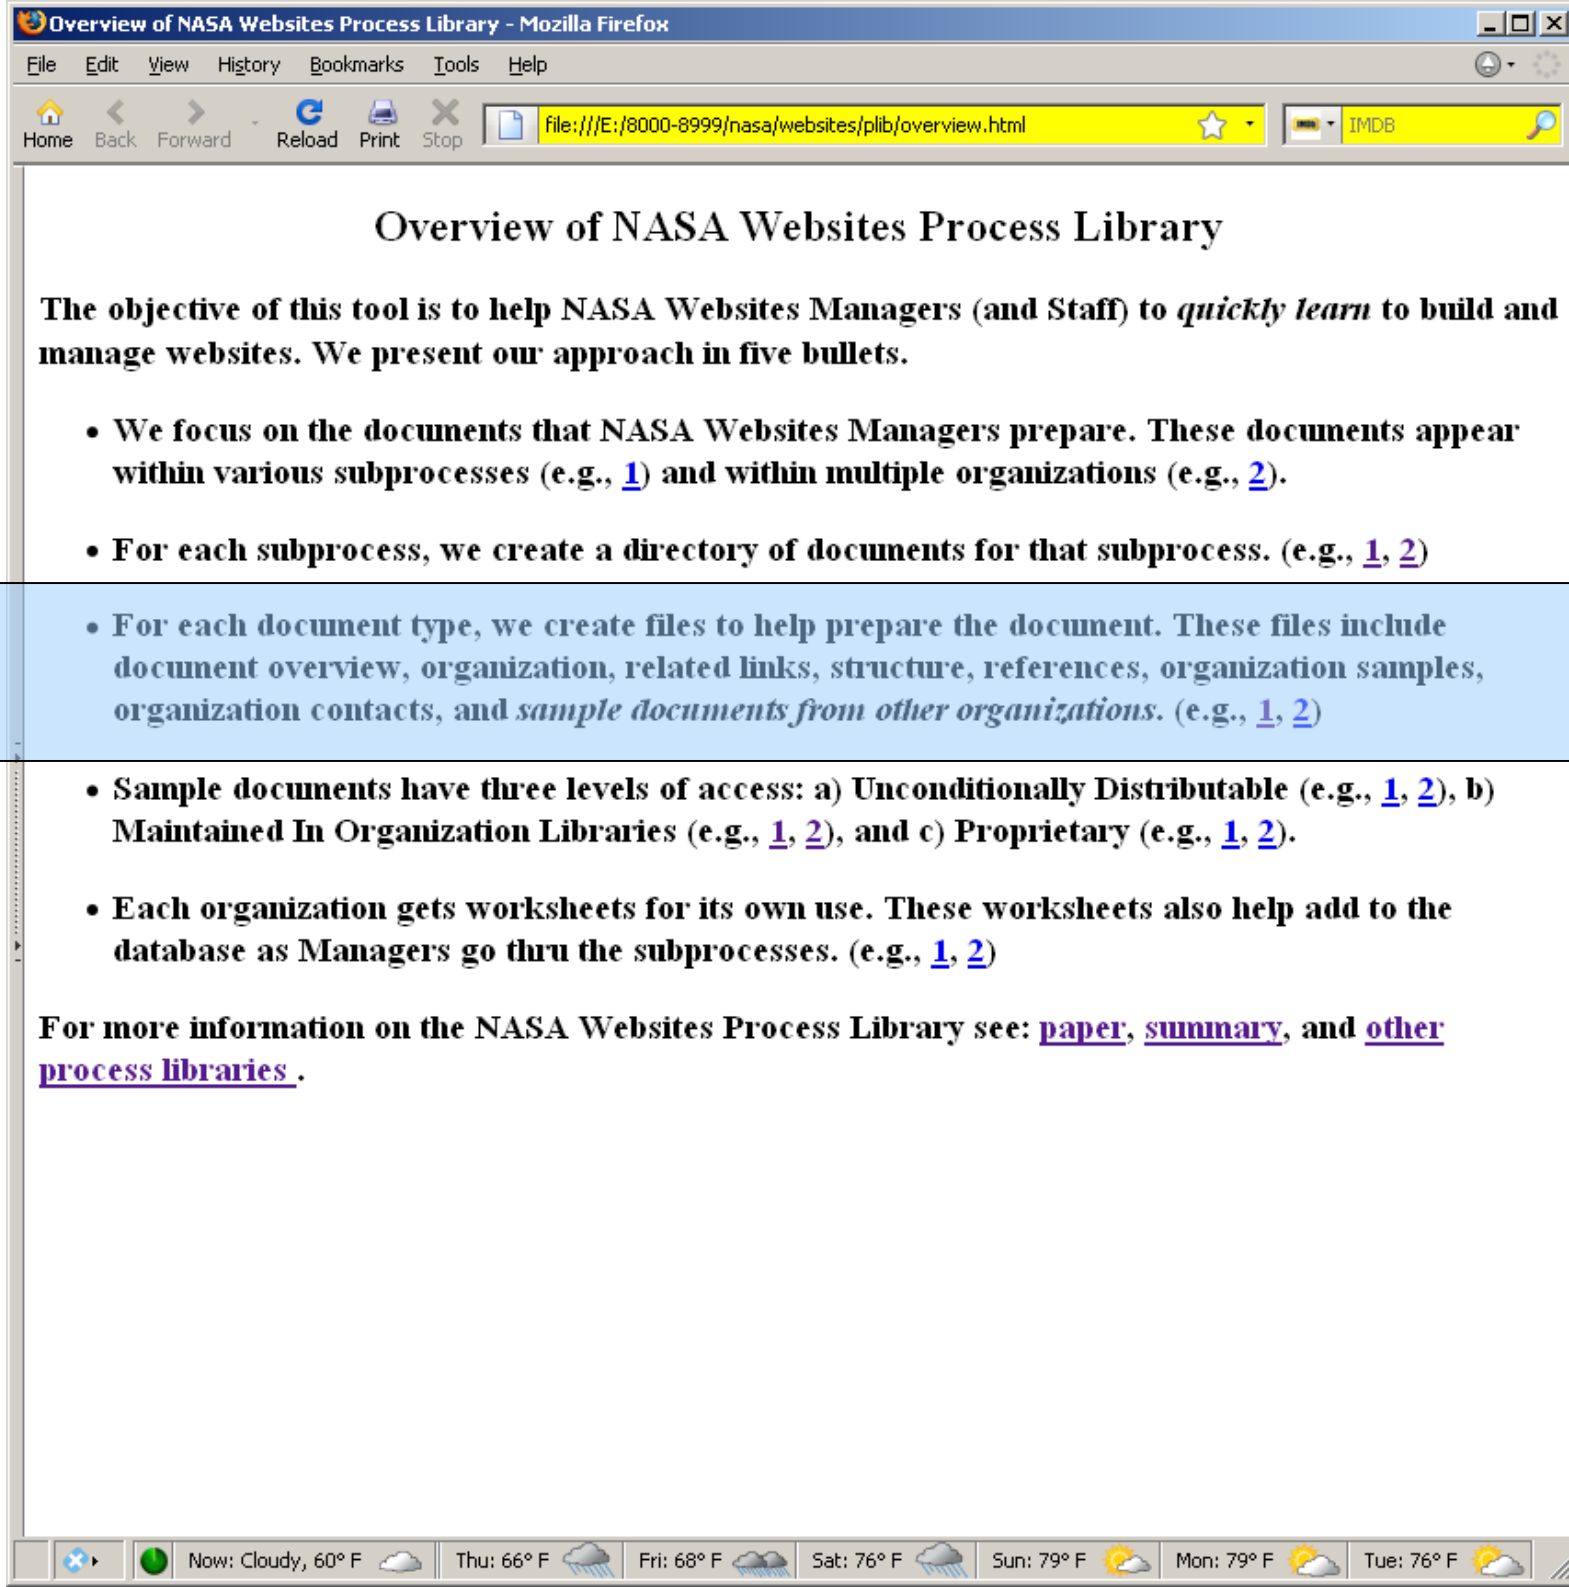 Overview of NASA Websites Process Library - Mozilla Firefox
File Edit View History Bookmarks Tools Help
Home Back Forward Reload Print Stop file:///E:/8000-8999/nasa/websites/plib/overview.html IMDB
Overview of NASA Websites Process Library
The objective of this tool is to help NASA Websites Managers (and Staff) to quickly learn to build and
manage websites. We present our approach in five bullets.
• We focus on the documents that NASA Websites Managers prepare. These documents appear
within various subprocesses (e.g., 1) and within multiple organizations (e.g., 2).
• For each subprocess, we create a directory of documents for that subprocess. (e.g., 1, 2)
• For each document type, we create files to help prepare the document. These files include
document overview, organization, related links, structure, references, organization samples,
organization contacts, and sample documents from other organizations. (e.g., 1, 2)
• Sample documents have three levels of access: a) Unconditionally Distributable (e.g., 1, 2), b)
Maintained In Organization Libraries (e.g., 1, 2), and c) Proprietary (e.g., 1, 2).
• Each organization gets worksheets for its own use. These worksheets also help add to the
database as Managers go thru the subprocesses. (e.g., 1, 2)
For more information on the NASA Websites Process Library see: paper, summary, and other
process libraries .
Now: Cloudy, 60° F Thu: 66° F Fri: 68° F Sat: 76° F Sun: 79° F Mon: 79° F Tue: 76° F